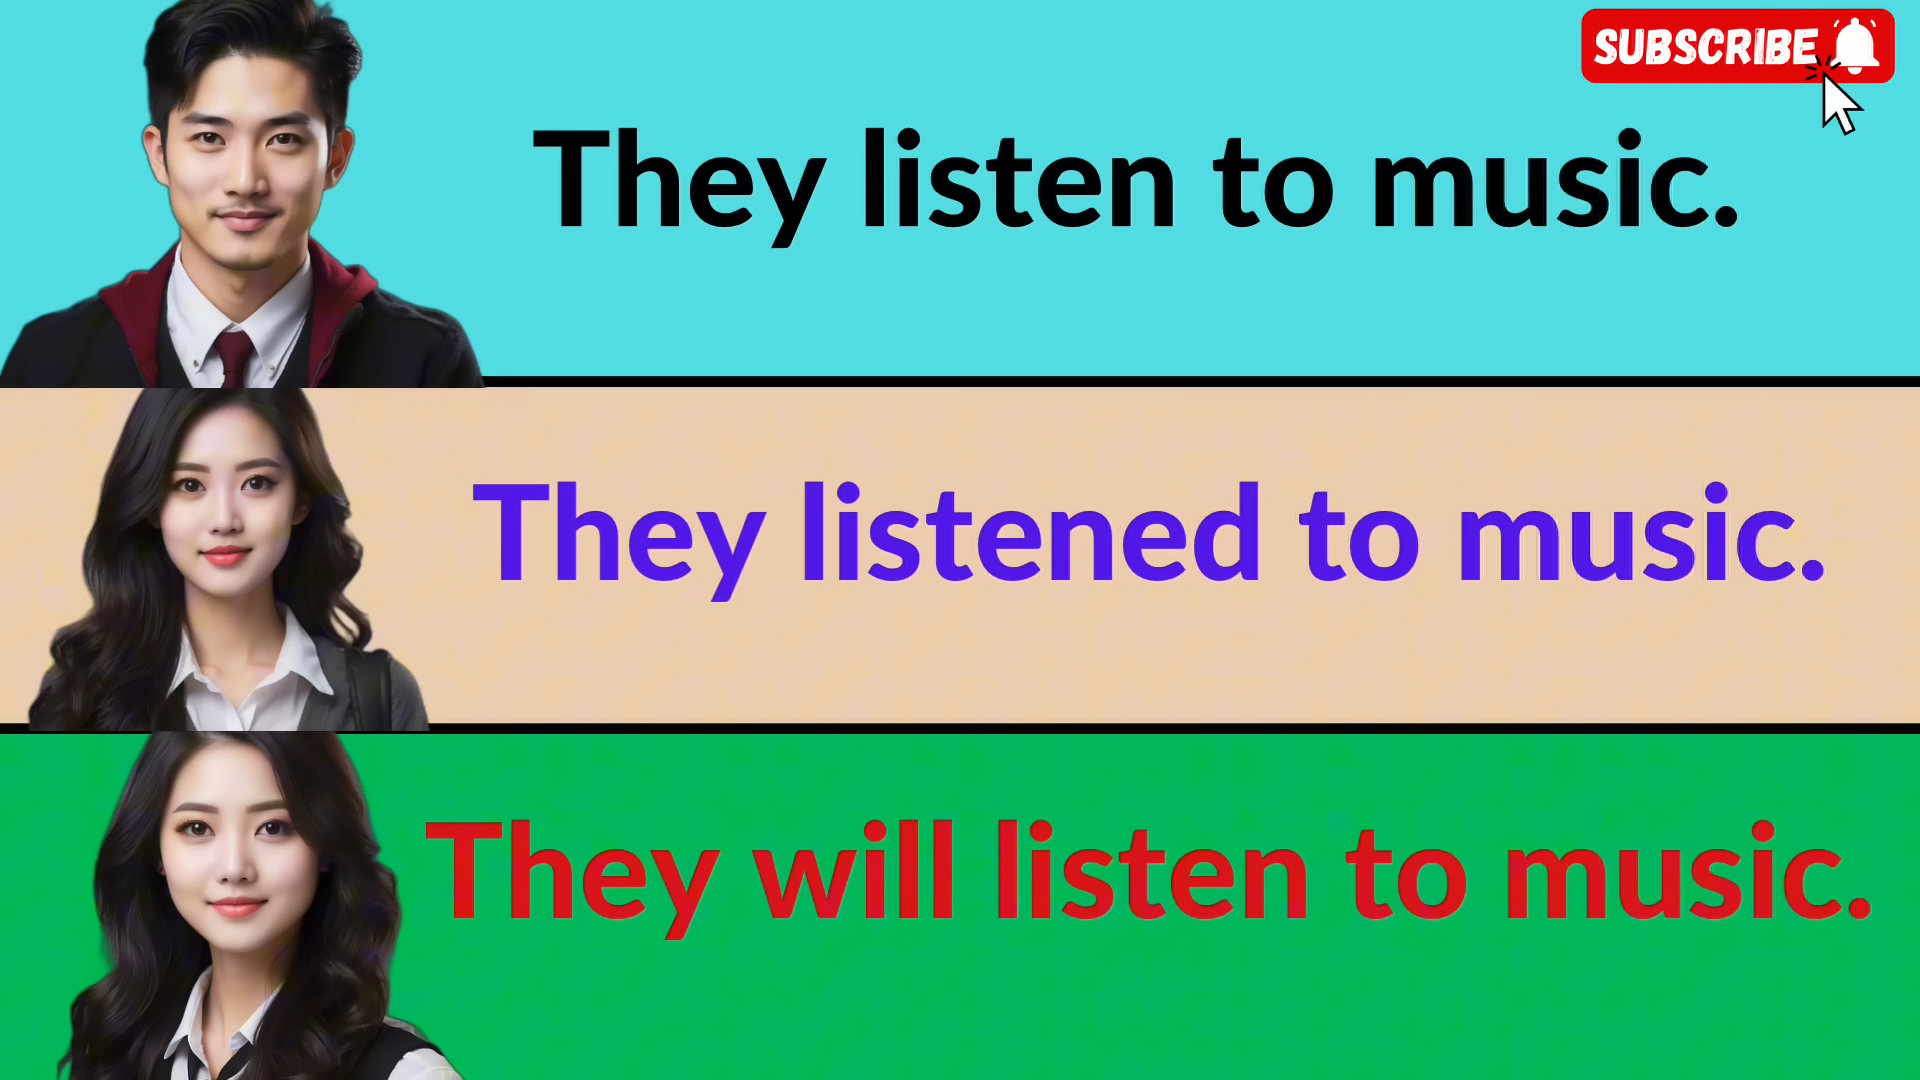 SUBSCRIBE
They listen to music.
They listened to music.
They will listen to music.